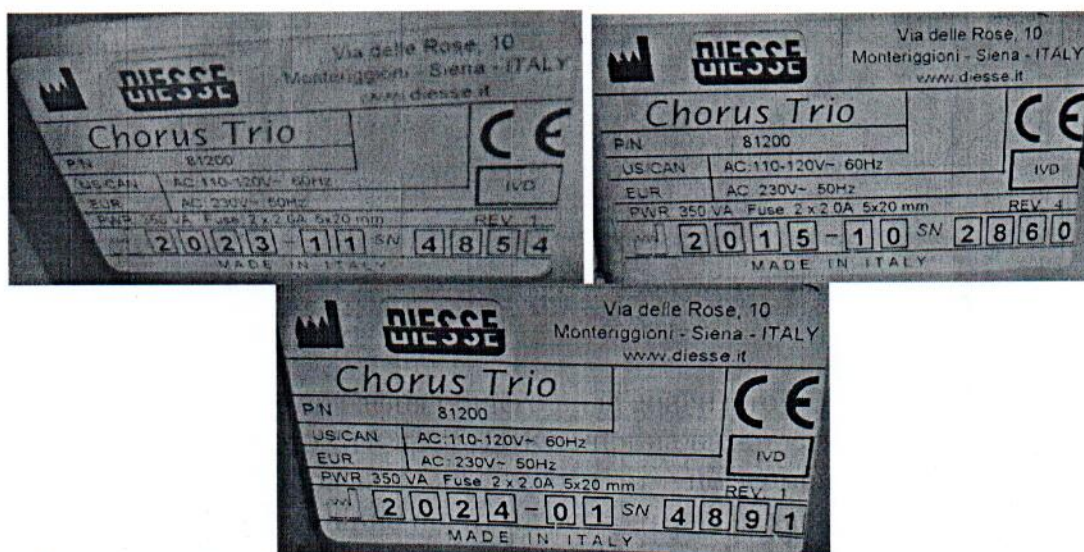 DIESSE
Via delle Rose, 10
Monteriggioni - Siena - ITALY
www.diesse.it
Chorus Trio
CE
P/N 81200
US/CAN AC:110-120V~ 60Hz
IVD
EUR AC 230V~ 50Hz
PWR 350 VA Fuse 2 x 2.0A 5x20 mm REV 1
2023-11 SN 4854
MADE IN ITALY
DIESSE
Via delle Rose, 10
Monteriggioni - Siena - ITALY
www.diesse.it
Chorus Trio
CE
P/N 81200
US/CAN AC:110-120V~ 60Hz
IVD
EUR AC 230V~ 50Hz
PWR 350 VA Fuse 2 x 2.0A 5x20 mm REV 4
2015-10 SN 2860
MADE IN ITALY
DIESSE
Via delle Rose, 10
Monteriggioni - Siena - ITALY
www.diesse.it
Chorus Trio
CE
P/N 81200
US/CAN AC:110-120V~ 60Hz
IVD
EUR AC:230V~ 50Hz
PWR 350 VA Fuse 2 x 2.0A 5x20 mm REV. 1
2024-01 SN 4891
MADE IN ITALY